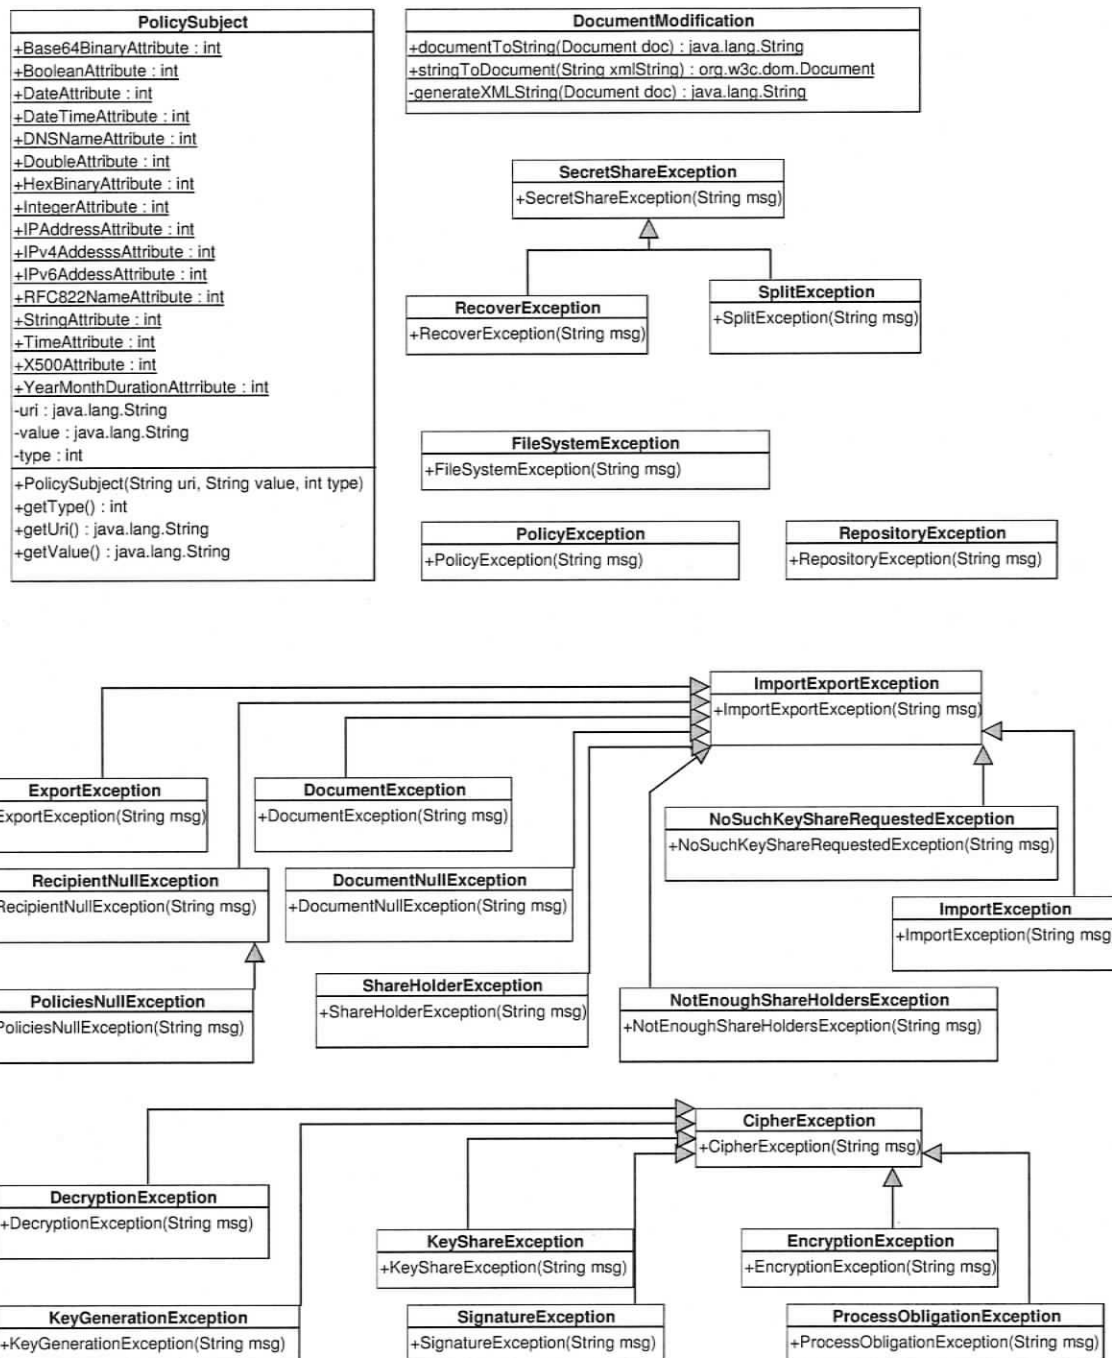 PolicySubject
+Base64BinaryAttribute : int
+BooleanAttribute : int
+DateAttribute : int
+DateTimeAttribute : int
+DNSNameAttribute : int
+DoubleAttribute : int
+HexBinaryAttribute : int
+IntegerAttribute : int
+IPAddressAttribute : int
+IPv4AddesssAttribute : int
+IPv6AddessAttribute : int
+RFC822NameAttribute : int
+StringAttribute : int
+TimeAttribute : int
+X500Attribute : int
+YearMonthDurationAttrribute : int
-uri : java.lang.String
-value : java.lang.String
-type : int
+PolicySubject(String uri, String value, int type)
+getType() : int
+getUri() : java.lang.String
+getValue() : java.lang.String
DocumentModification
+documentToString(Document doc) : java.lang.String
+stringToDocument(String xmlString) : org.w3c.dom.Document
-generateXMLString(Document doc) : java.lang.String
SecretShareException
+SecretShareException(String msg)
RecoverException
+RecoverException(String msg)
SplitException
+SplitException(String msg)
FileSystemException
+FileSystemException(String msg)
PolicyException
+PolicyException(String msg)
RepositoryException
+RepositoryException(String msg)
ImportExportException
+ImportExportException(String msg)
ExportException
ExportException(String msg)
DocumentException
+DocumentException(String msg)
NoSuchKeyShareRequestedException
+NoSuchKeyShareRequestedException(String msg)
RecipientNullException
RecipientNullException(String msg)
DocumentNullException
+DocumentNullException(String msg)
ImportException
+ImportException(String msg
PoliciesNullException
PoliciesNullException(String msg)
ShareHolderException
+ShareHolderException(String msg)
NotEnoughShareHoldersException
+NotEnoughShareHoldersException(String msg)
CipherException
+CipherException(String msg)
DecryptionException
+DecryptionException(String msg)
KeyShareException
+KeyShareException(String msg)
EncryptionException
+EncryptionException(String msg)
KeyGenerationException
+KeyGenerationException(String msg)
SignatureException
+SignatureException(String msg)
ProcessObligationException
+ProcessObligationException(String msg)